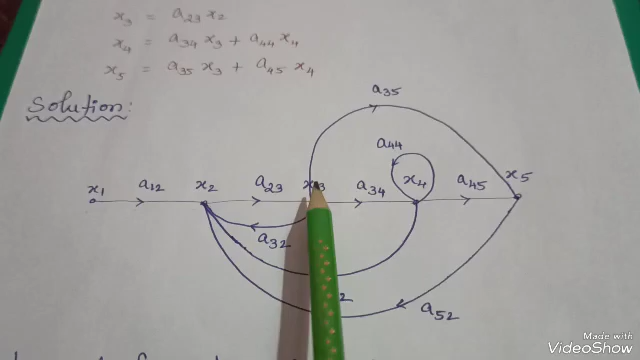 x3 = a23 x2
x4 = a34 x3 + a44 x4
x5 = a35 x3 + a45 x4
Solution:
a35
a44
x1 a12 x2 a23 a34 x4 a45 x5
a32
a52
Made with
VideoShow